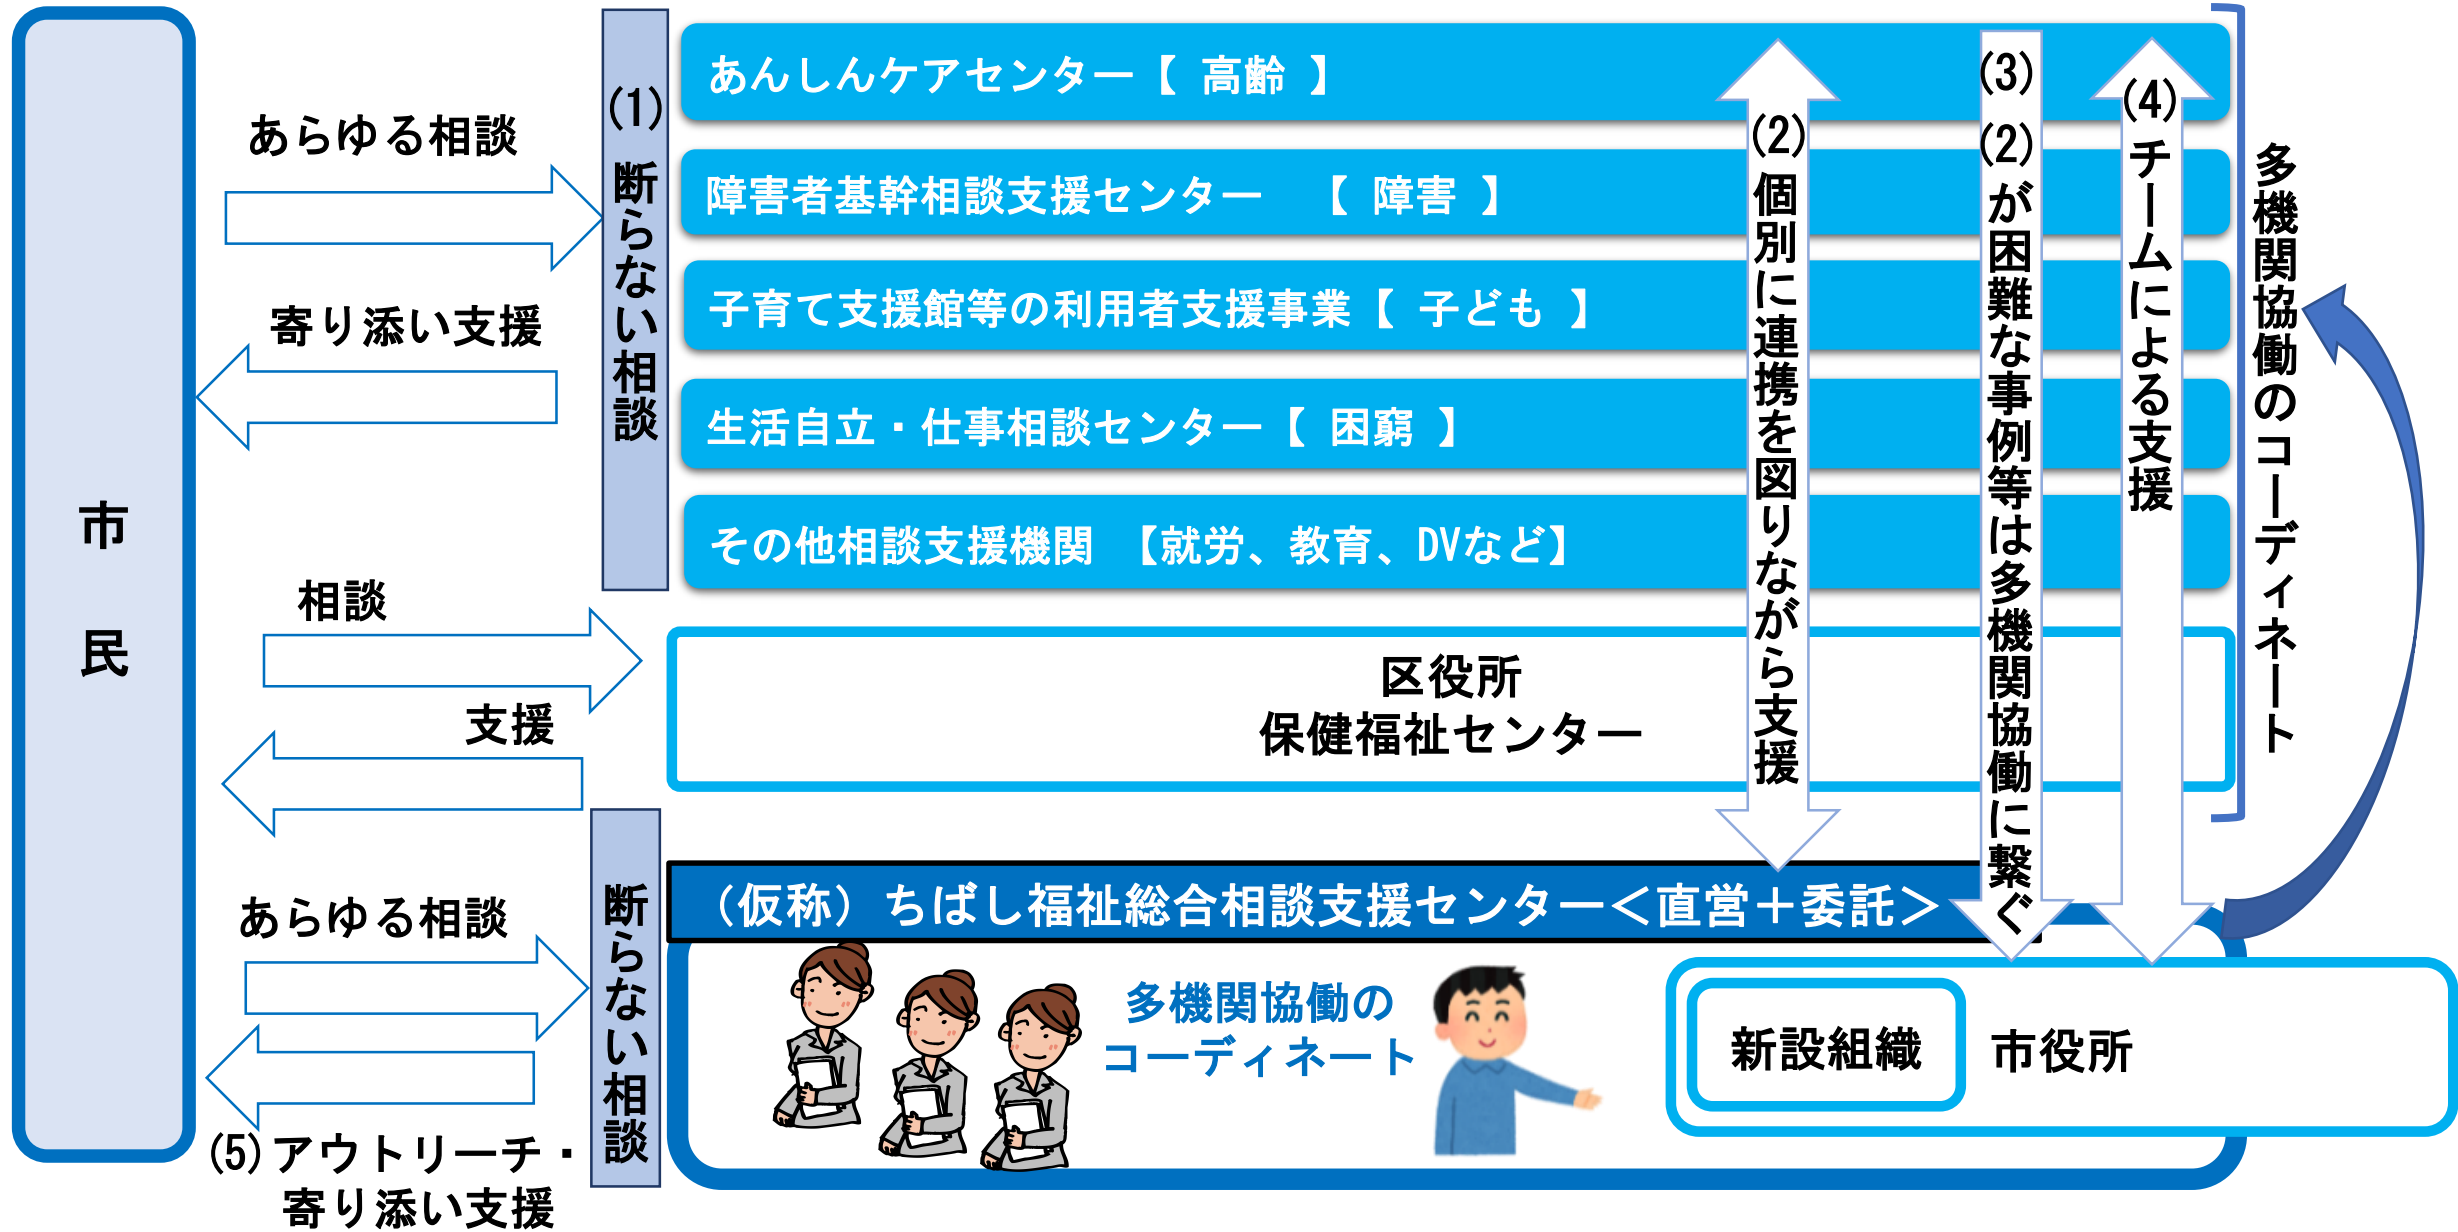 市民
あらゆる相談
寄り添い支援
(1)断らない相談
あんしんケアセンター【 高齢 】
障害者基幹相談支援センター 【 障害 】
子育て支援館等の利用者支援事業【 子ども 】
生活自立・仕事相談センター【 困窮 】
その他相談支援機関 【就労、教育、DVなど】
(2)個別に連携を図りながら支援
(3)(2)が困難な事例等は多機関協働に繋ぐ
(4)チームによる支援
多機関協働のコーディネート
相談
支援
区役所
保健福祉センター
あらゆる相談
(5)アウトリーチ・
寄り添い支援
断らない相談
(仮称)ちばし福祉総合相談支援センター<直営+委託>
多機関協働の
コーディネート
新設組織
市役所